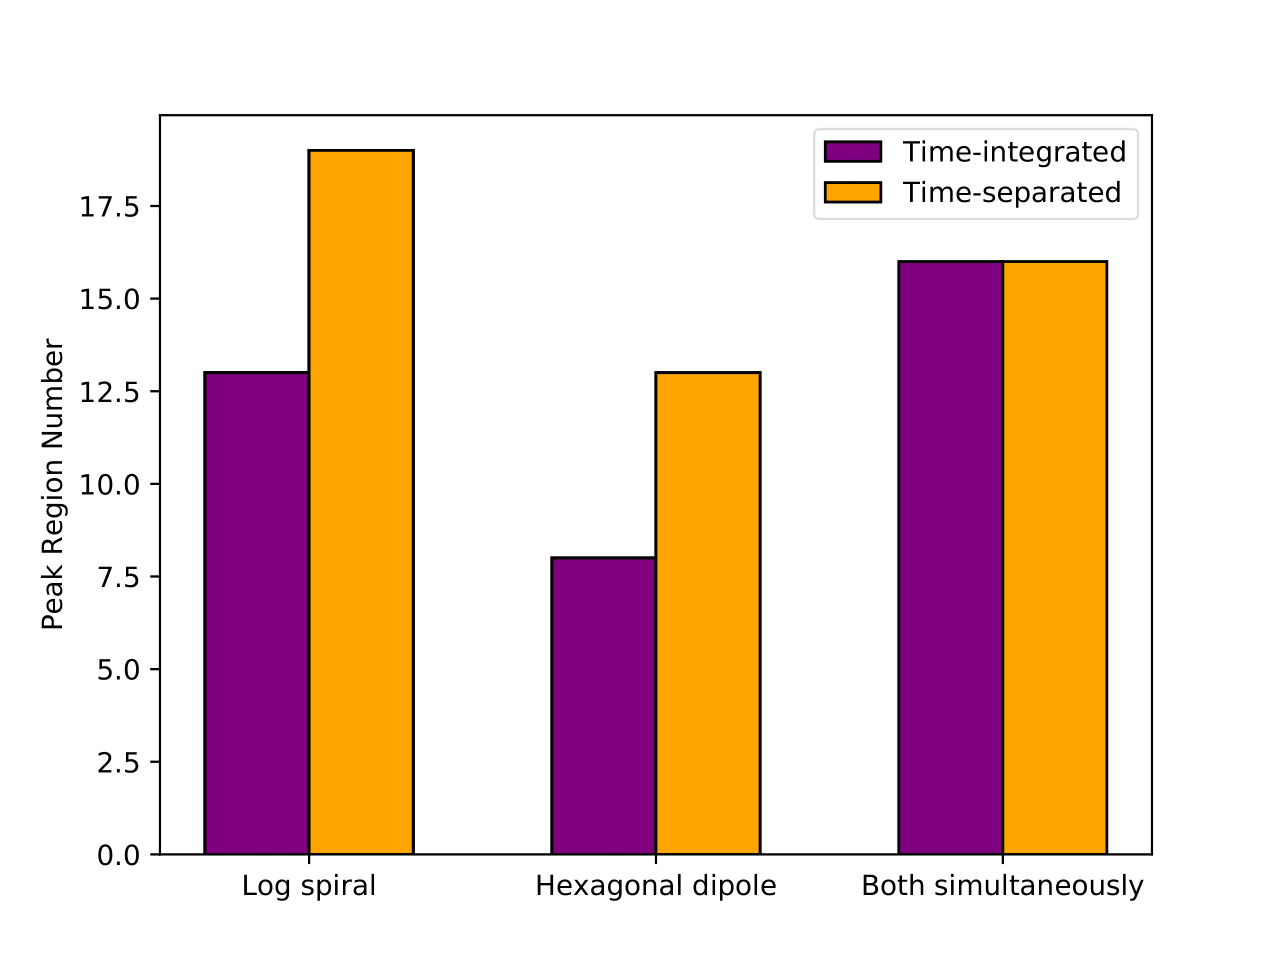 Time-integrated
Time-separated
17.5
15.0
12.5
10.0
7.5
5.0
2.5
0.0
Peak Region Number
Log spiral
Hexagonal dipole
Both simultaneously